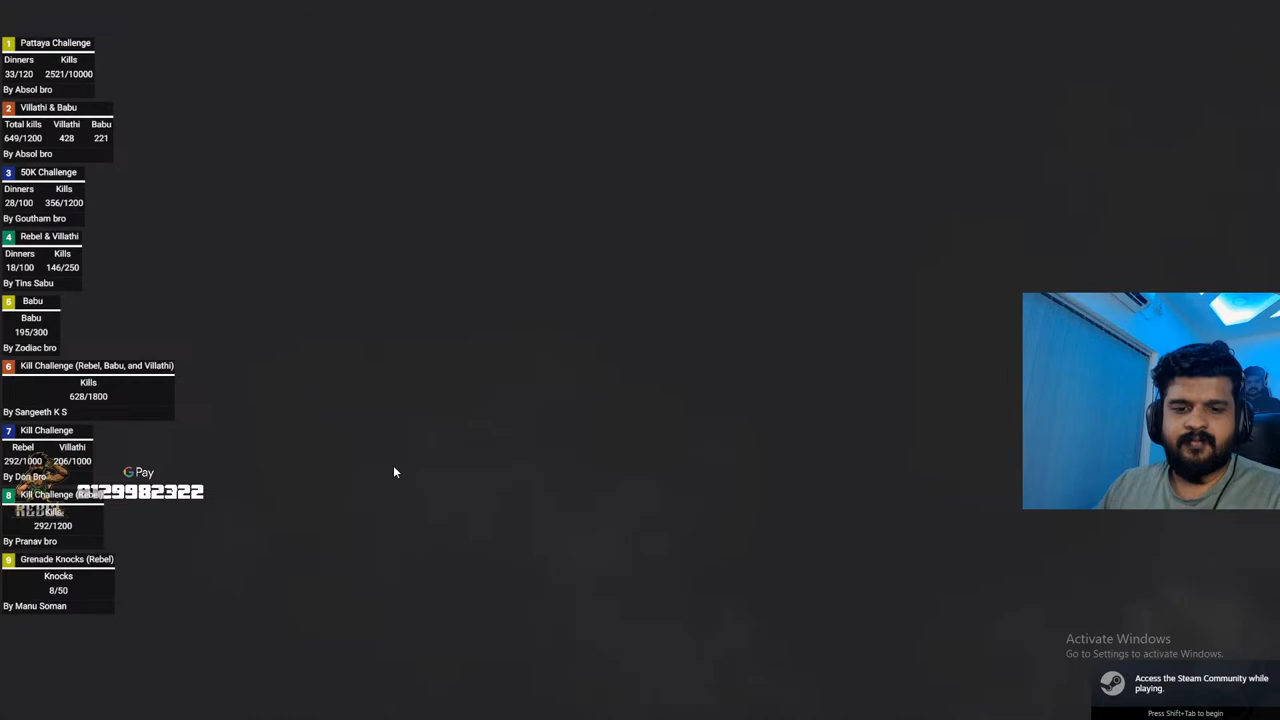 1 Pattaya Challenge
Dinners Kills
33/120 2521/10000
By Absol bro
2 Villathi & Babu
Total kills Villathi Babu
649/1200 428 221
By Absol bro
3 50K Challenge
Dinners Kills
28/100 356/1200
By Goutham bro
4 Rebel & Villathi
Dinners Kills
18/100 146/250
By Tins Sabu
5 Babu
Babu
195/300
By Zodiac bro
6 Kill Challenge (Rebel, Babu, and Villathi)
Kills
628/1800
By Sangeeth K S
7 Kill Challenge
Rebel Villathi
292/1000 206/1000
By Don Bro
G Pay
8 Kill Challenge (Rebel)
REBEL
Kills
292/1200
By Pranav bro
9 Grenade Knocks (Rebel)
Knocks
8/50
By Manu Soman
Activate Windows
Go to Settings to activate Windows.
Access the Steam Community while
playing.
Press Shift+Tab to begin